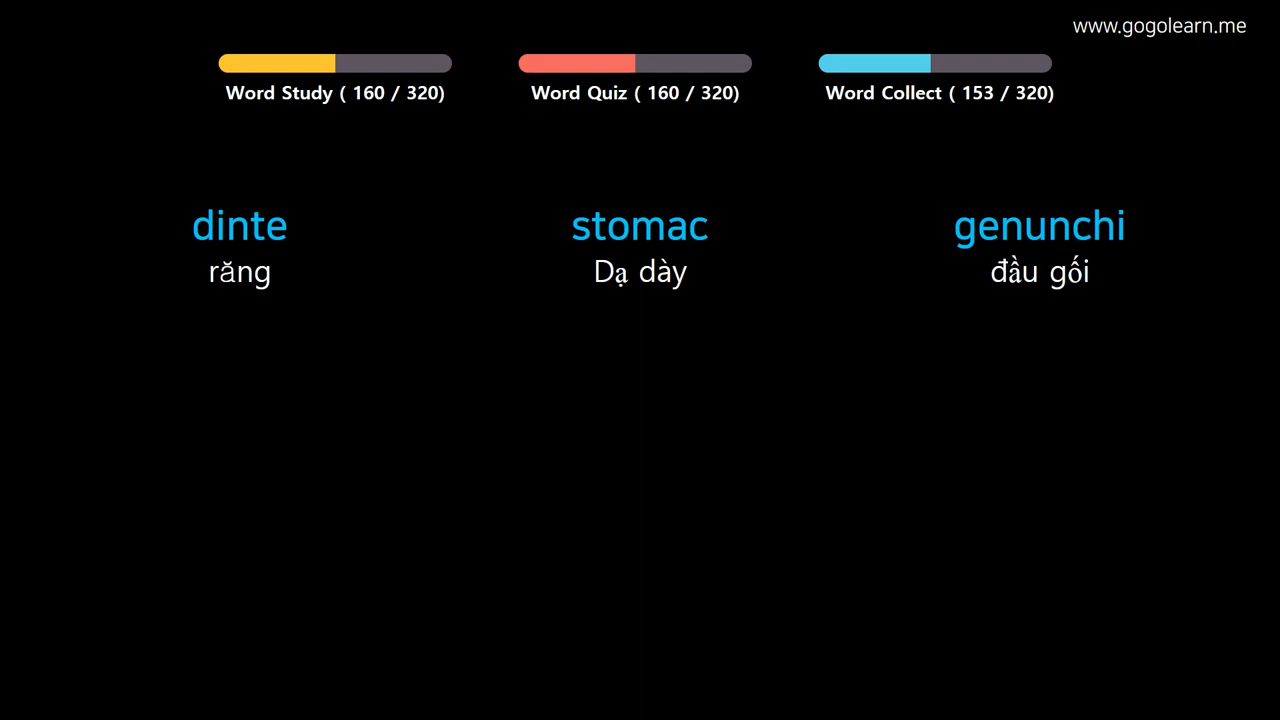 www.gogolearn.me
Word Study ( 160 / 320)
Word Quiz ( 160 / 320)
Word Collect ( 153 / 320)
dinte
răng
stomac
Dạ dày
genunchi
đầu gối